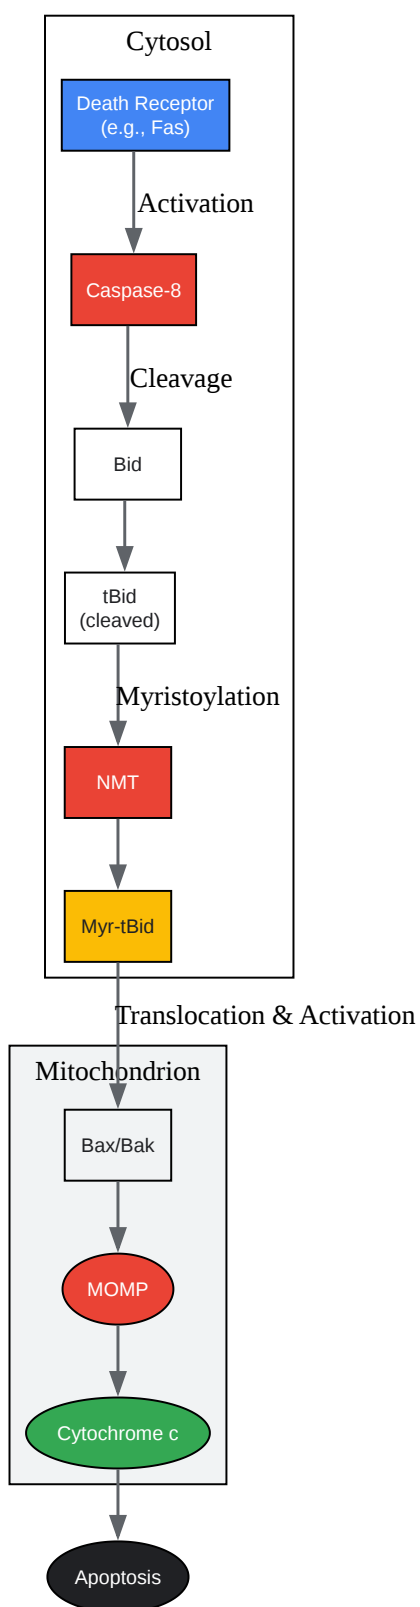 Cytosol
Death Receptor
(e.g., Fas)
Activation
Caspase-8
Cleavage
Bid
tBid
(cleaved)
Myristoylation
NMT
Myr-tBid
Translocation & Activation
Mitochondrion
Bax/Bak
MOMP
Cytochrome c
Apoptosis